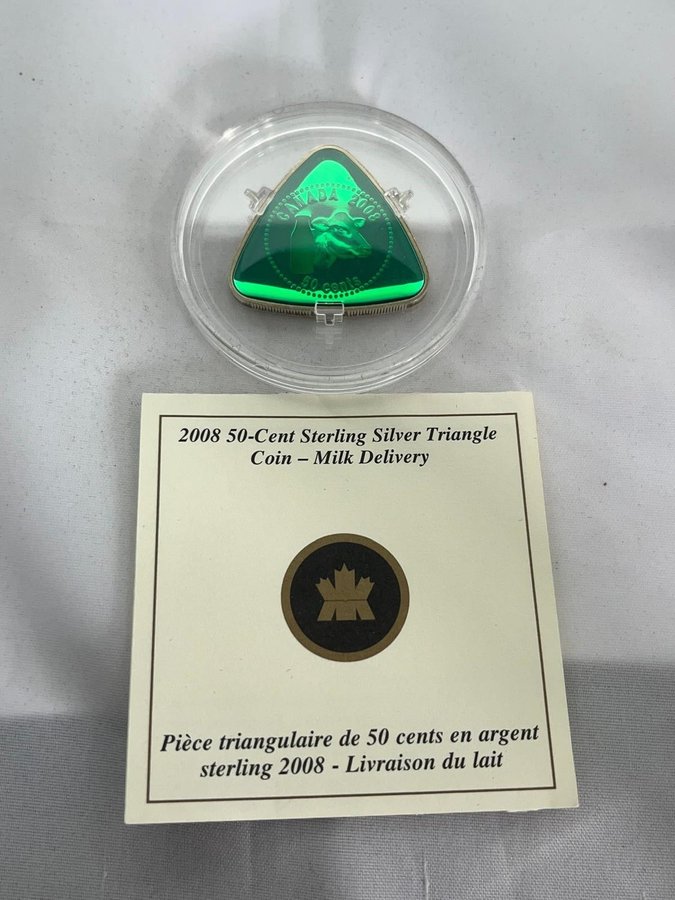 CANADA 2008
50 cents
2008 50-Cent Sterling Silver Triangle
Coin – Milk Delivery
Pièce triangulaire de 50 cents en argent
sterling 2008 - Livraison du lait